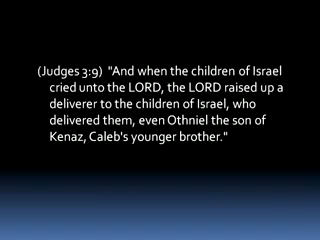 (Judges 3:9)  "And when the children of Israel
cried unto the LORD, the LORD raised up a
deliverer to the children of Israel, who
delivered them, even Othniel the son of
Kenaz, Caleb's younger brother."